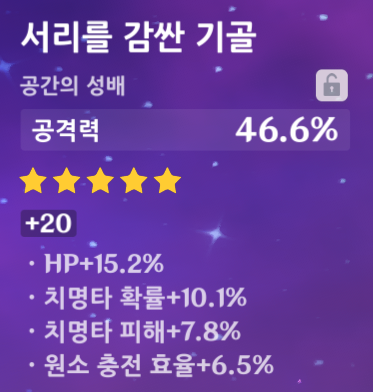 서리를 감싼 기골
공간의 성배
공격력 46.6%
+20
· HP+15.2%
· 치명타 확률+10.1%
· 치명타 피해+7.8%
· 원소 충전 효율+6.5%